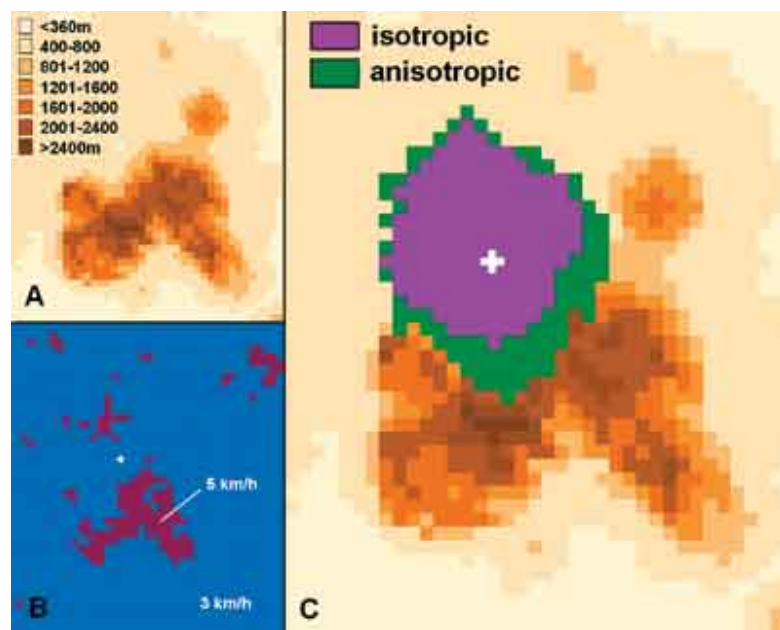 <360m
400-800
801-1200
1201-1600
1601-2000
2001-2400
>2400m
A
5 km/h
3 km/h
B
isotropic
anisotropic
C